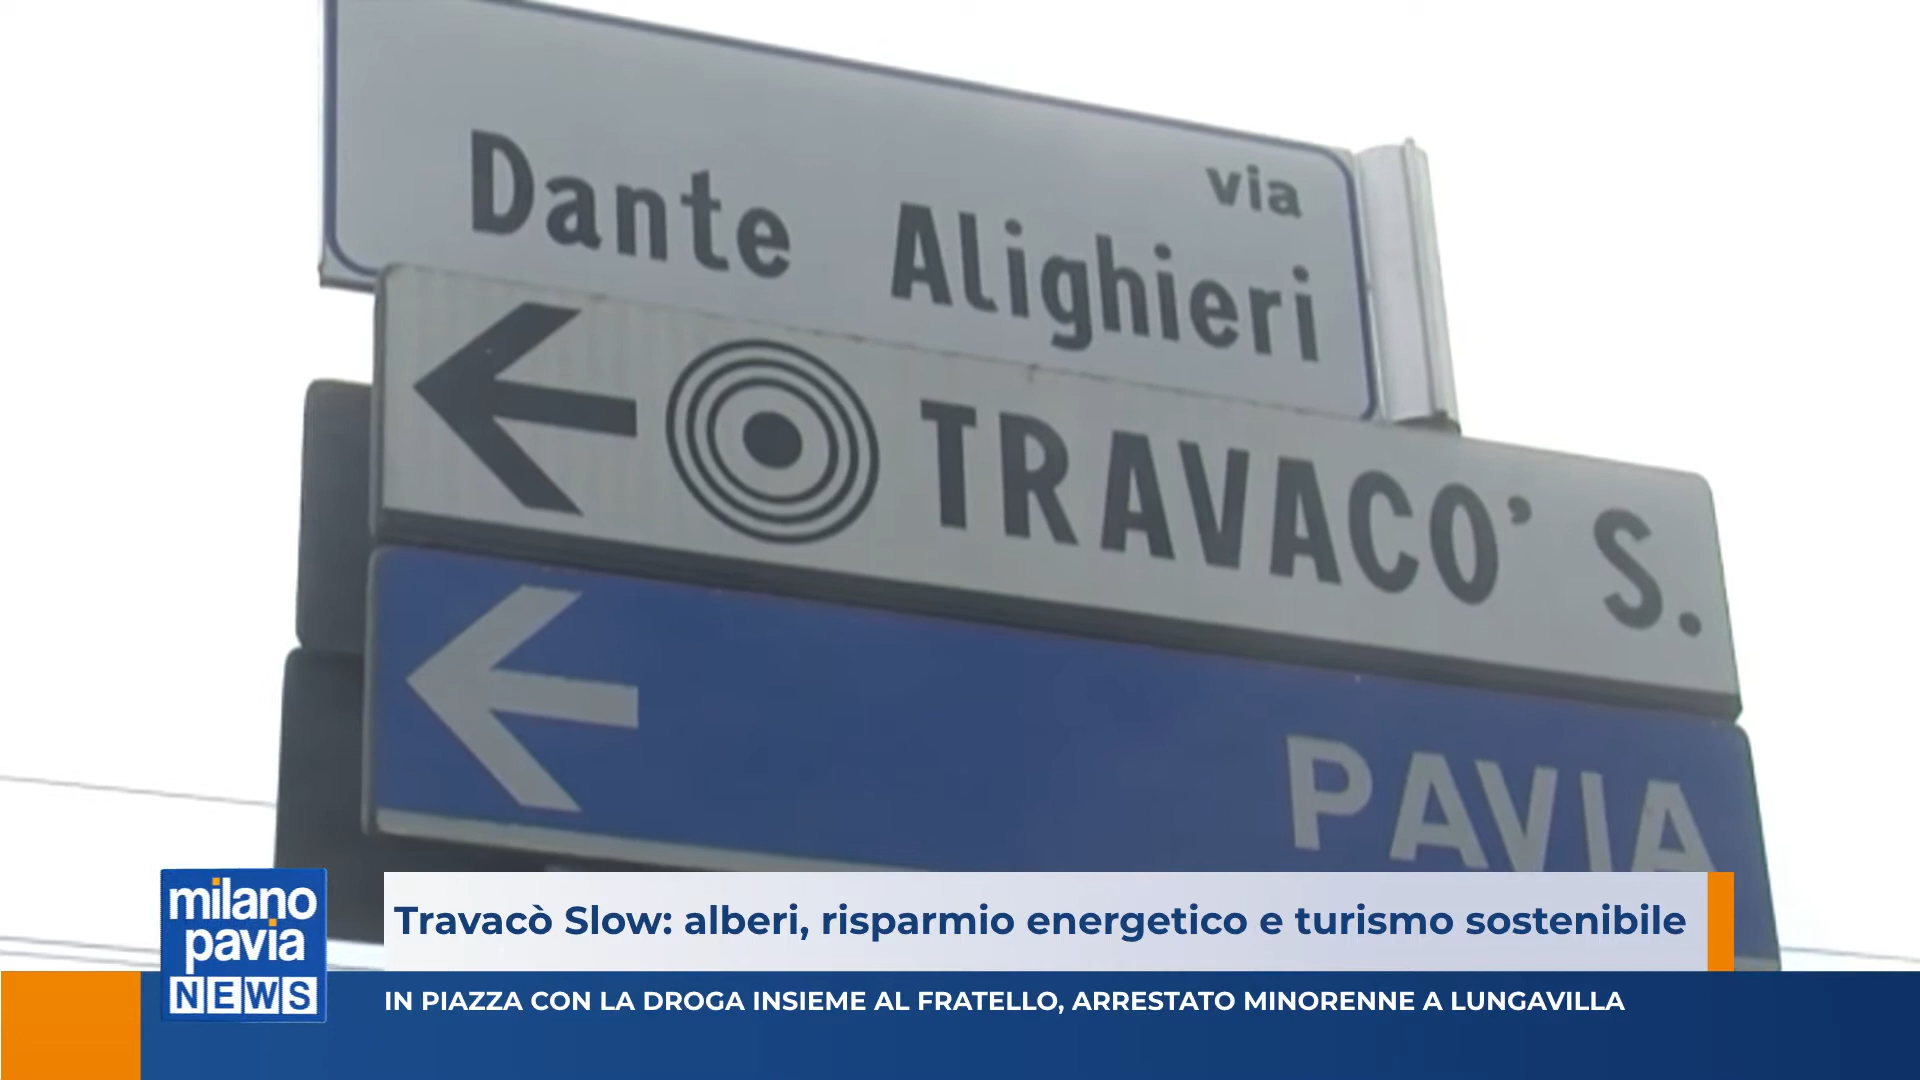 via
Dante Alighieri
TRAVACO' S.
PAVIA
milano
pavia
NEWS
Travacò Slow: alberi, risparmio energetico e turismo sostenibile
IN PIAZZA CON LA DROGA INSIEME AL FRATELLO, ARRESTATO MINORENNE A LUNGAVILLA